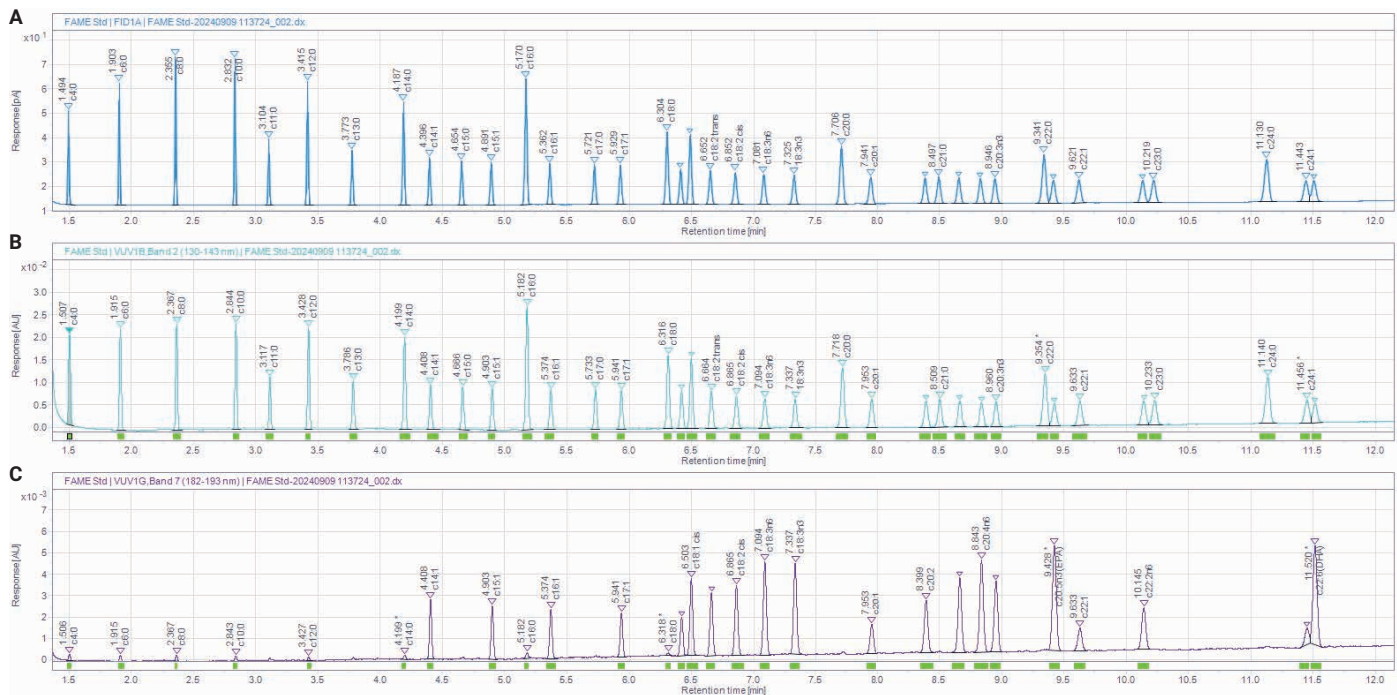 A
FAME Std | FID1A | FAME Std-20240909 113724_002.dx
x10 1
Response [pA]
7
6
5
4
3
2
1
1.494 c4:0
1.903 c6:0
2.355 c8:0
2.832 c10:0
3.104 c11:0
3.415 c12:0
3.773 c13:0
4.187 c14:0
4.396 c14:1
4.654 c15:0
4.891 c15:1
5.170 c16:0
5.362 c16:1
5.721 c17:0
5.929 c17:1
6.304 c18:0
6.652 c18:2 trans
6.852 c18:2 cis
7.081 c18:3n6
7.325 18:3n3
7.706 c20:0
7.941 c20:1
8.497 c21:0
8.946 c20:3n3
9.341 c22:0
9.621 c22:1
10.219 c23:0
11.130 c24:0
11.443 c24:1
1.5 2.0 2.5 3.0 3.5 4.0 4.5 5.0 5.5 6.0 6.5 7.0 7.5 8.0 8.5 9.0 9.5 10.0 10.5 11.0 11.5 12.0
Retention time [min]
B
FAME Std | VUV1B,Band 2 (130-143 nm) | FAME Std-20240909 113724_002.dx
x10 -2
Response [AU]
3.0
2.5
2.0
1.5
1.0
0.5
0.0
1.507 c4:0
1.915 c6:0
2.367 c8:0
2.844 c10:0
3.117 c11:0
3.428 c12:0
3.786 c13:0
4.199 c14:0
4.408 c14:1
4.666 c15:0
4.903 c15:1
5.182 c16:0
5.374 c16:1
5.733 c17:0
5.941 c17:1
6.316 c18:0
6.664 c18:2 trans
6.865 c18:2 cis
7.094 c18:3n6
7.337 18:3n3
7.718 c20:0
7.953 c20:1
8.509 c21:0
8.960 c20:3n3
9.354 * c22:0
9.633 c22:1
10.233 c23:0
11.140 c24:0
11.456 * c24:1
1.5 2.0 2.5 3.0 3.5 4.0 4.5 5.0 5.5 6.0 6.5 7.0 7.5 8.0 8.5 9.0 9.5 10.0 10.5 11.0 11.5 12.0
Retention time [min]
C
FAME Std | VUV1G,Band 7 (182-193 nm) | FAME Std-20240909 113724_002.dx
x10 -3
Response [AU]
7
6
5
4
3
2
1
0
1.506 c4:0
1.915 c6:0
2.367 c8:0
2.843 c10:0
3.427 c12:0
4.199 * c14:0
4.408 c14:1
4.903 c15:1
5.182 c16:0
5.374 c16:1
5.941 c17:1
6.318 * c18:0
6.503 c18:1 cis
6.865 c18:2 cis
7.094 c18:3n6
7.337 c18:3n3
7.953 c20:1
8.399 c20:2
8.843 c20:4n6
9.428 * c20:5n3 (EPA)
9.633 c22:1
10.145 c22:2n6
11.520 * c22:6 (DHA)
1.5 2.0 2.5 3.0 3.5 4.0 4.5 5.0 5.5 6.0 6.5 7.0 7.5 8.0 8.5 9.0 9.5 10.0 10.5 11.0 11.5 12.0
Retention time [min]